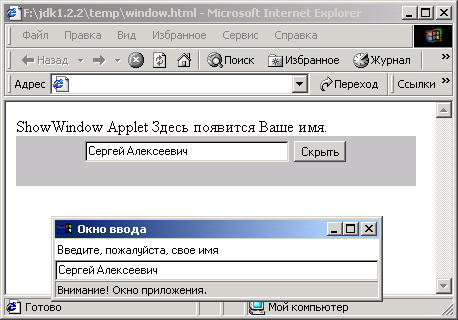 F:\jdk1.2.2\temp\window.html - Microsoft Internet Explorer
Файл Правка Вид Избранное Сервис Справка
Назад Поиск Избранное Журнал »
Адрес Переход Ссылки »
ShowWindow Applet Здесь появится Ваше имя.
Сергей Алексеевич Скрыть
Окно ввода
Введите, пожалуйста, свое имя
Сергей Алексеевич
Внимание! Окно приложения.
Готово Мой компьютер